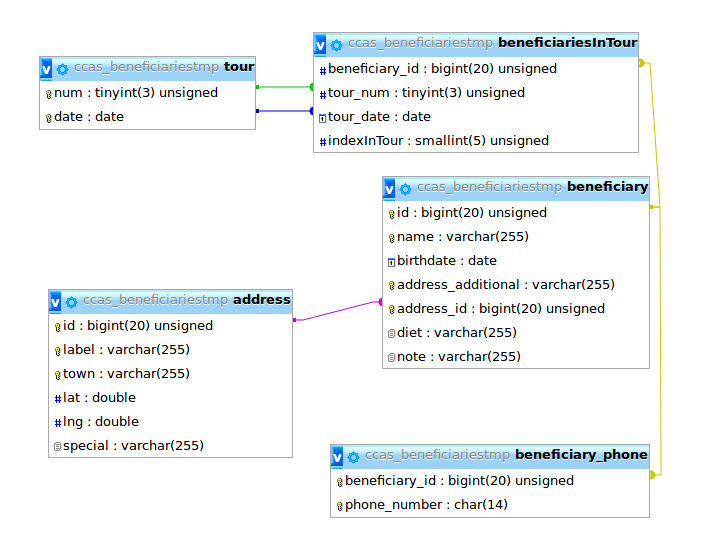 ccas_beneficiariestmp tour
num : tinyint(3) unsigned
date : date
ccas_beneficiariestmp beneficiariesInTour
#beneficiary_id : bigint(20) unsigned
#tour_num : tinyint(3) unsigned
tour_date : date
#indexInTour : smallint(5) unsigned
ccas_beneficiariestmp beneficiary
id : bigint(20) unsigned
name : varchar(255)
birthdate : date
address_additional : varchar(255)
address_id : bigint(20) unsigned
diet : varchar(255)
note : varchar(255)
ccas_beneficiariestmp address
id : bigint(20) unsigned
label : varchar(255)
town : varchar(255)
#lat : double
#lng : double
special : varchar(255)
ccas_beneficiariestmp beneficiary_phone
beneficiary_id : bigint(20) unsigned
phone_number : char(14)